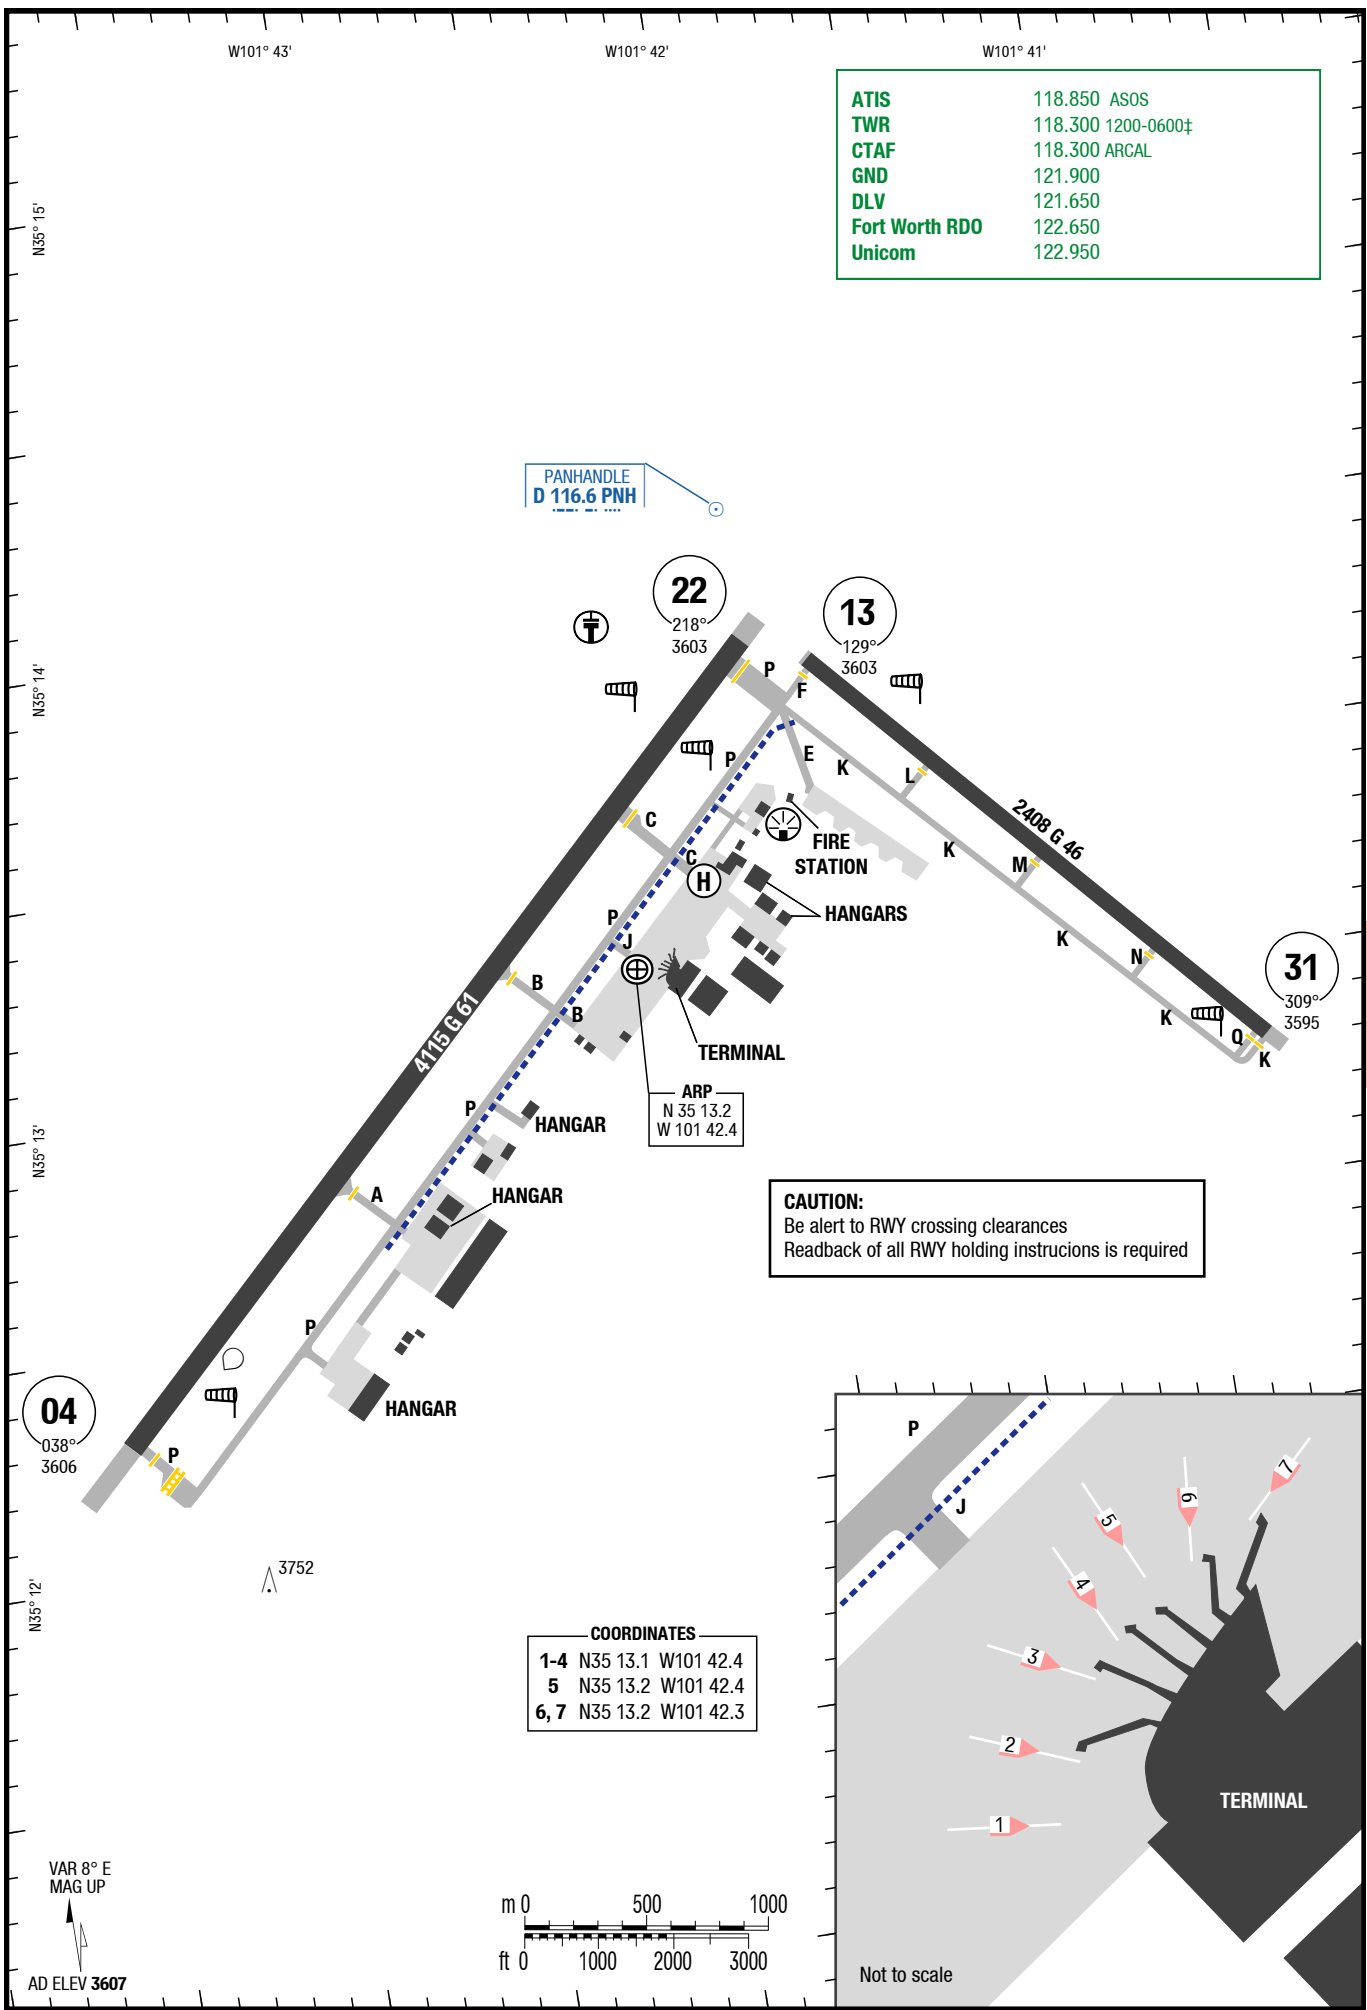 W101° 43'
W101° 42'
W101° 41'
ATIS 118.850 ASOS
TWR 118.300 1200-0600‡
CTAF 118.300 ARCAL
GND 121.900
DLV 121.650
Fort Worth RDO 122.650
Unicom 122.950
N35° 15'
PANHANDLE
D 116.6 PNH
22
218°
3603
13
129°
3603
N35° 14'
P
F
P
E
K
L
2408 G 46
C
FIRE
STATION
C
K
M
H
HANGARS
P
J
K
N
31
309°
3595
B
B
K
Q
K
4115 G 61
TERMINAL
ARP
N 35 13.2
W 101 42.4
P
HANGAR
N35° 13'
A
HANGAR
CAUTION:
Be alert to RWY crossing clearances
Readback of all RWY holding instrucions is required
P
04
038°
3606
HANGAR
P
3752
N35° 12'
COORDINATES
1-4 N35 13.1 W101 42.4
5 N35 13.2 W101 42.4
6, 7 N35 13.2 W101 42.3
P
J
7
6
5
4
3
2
1
TERMINAL
Not to scale
VAR 8° E
MAG UP
AD ELEV 3607
m 0 500 1000
ft 0 1000 2000 3000